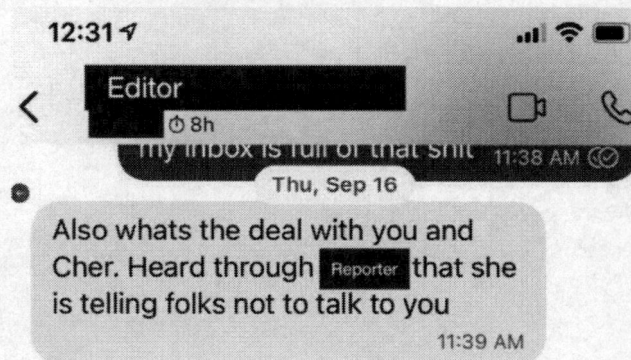 12:31
Editor
8h
my inbox is full of that shit 11:38 AM
Thu, Sep 16
Also whats the deal with you and
Cher. Heard through Reporter that she
is telling folks not to talk to you
11:39 AM